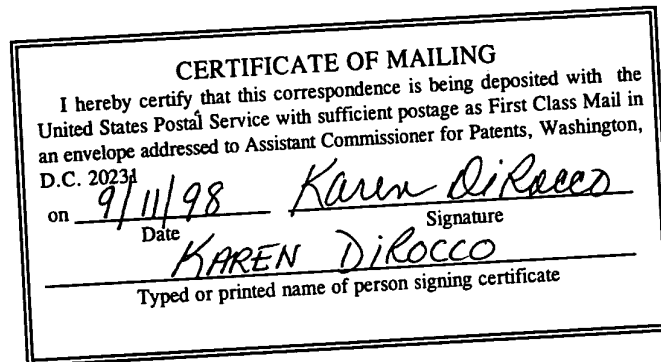 CERTIFICATE OF MAILING
I hereby certify that this correspondence is being deposited with the
United States Postal Service with sufficient postage as First Class Mail in
an envelope addressed to Assistant Commissioner for Patents, Washington,
D.C. 20231
on 9/11/98 Karen DiRocco
Date Signature
KAREN DiROCCO
Typed or printed name of person signing certificate